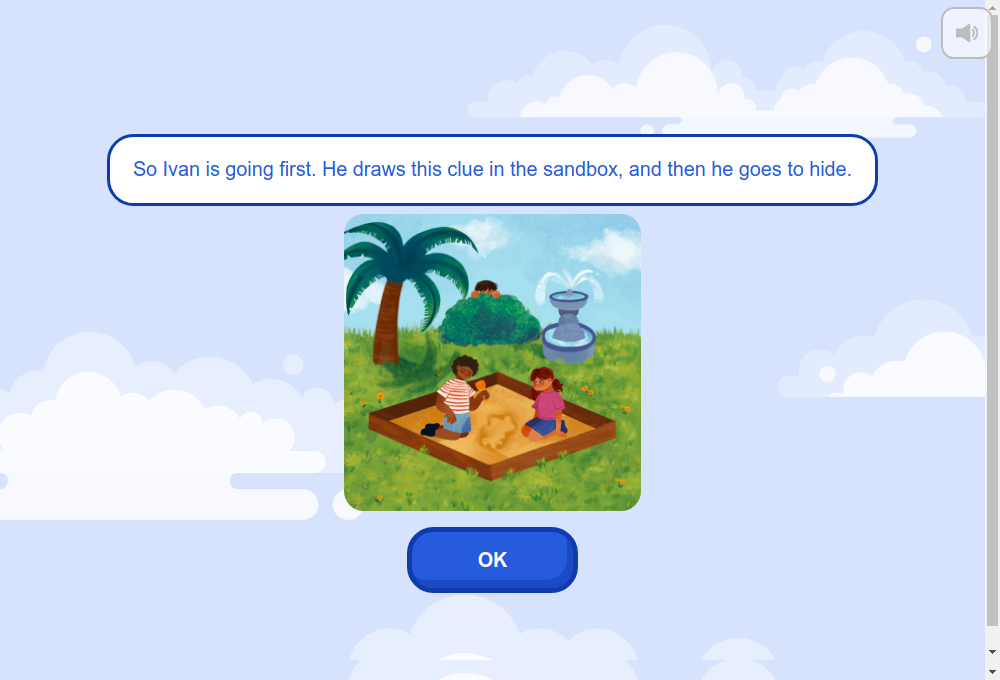 So Ivan is going first. He draws this clue in the sandbox, and then he goes to hide.
OK